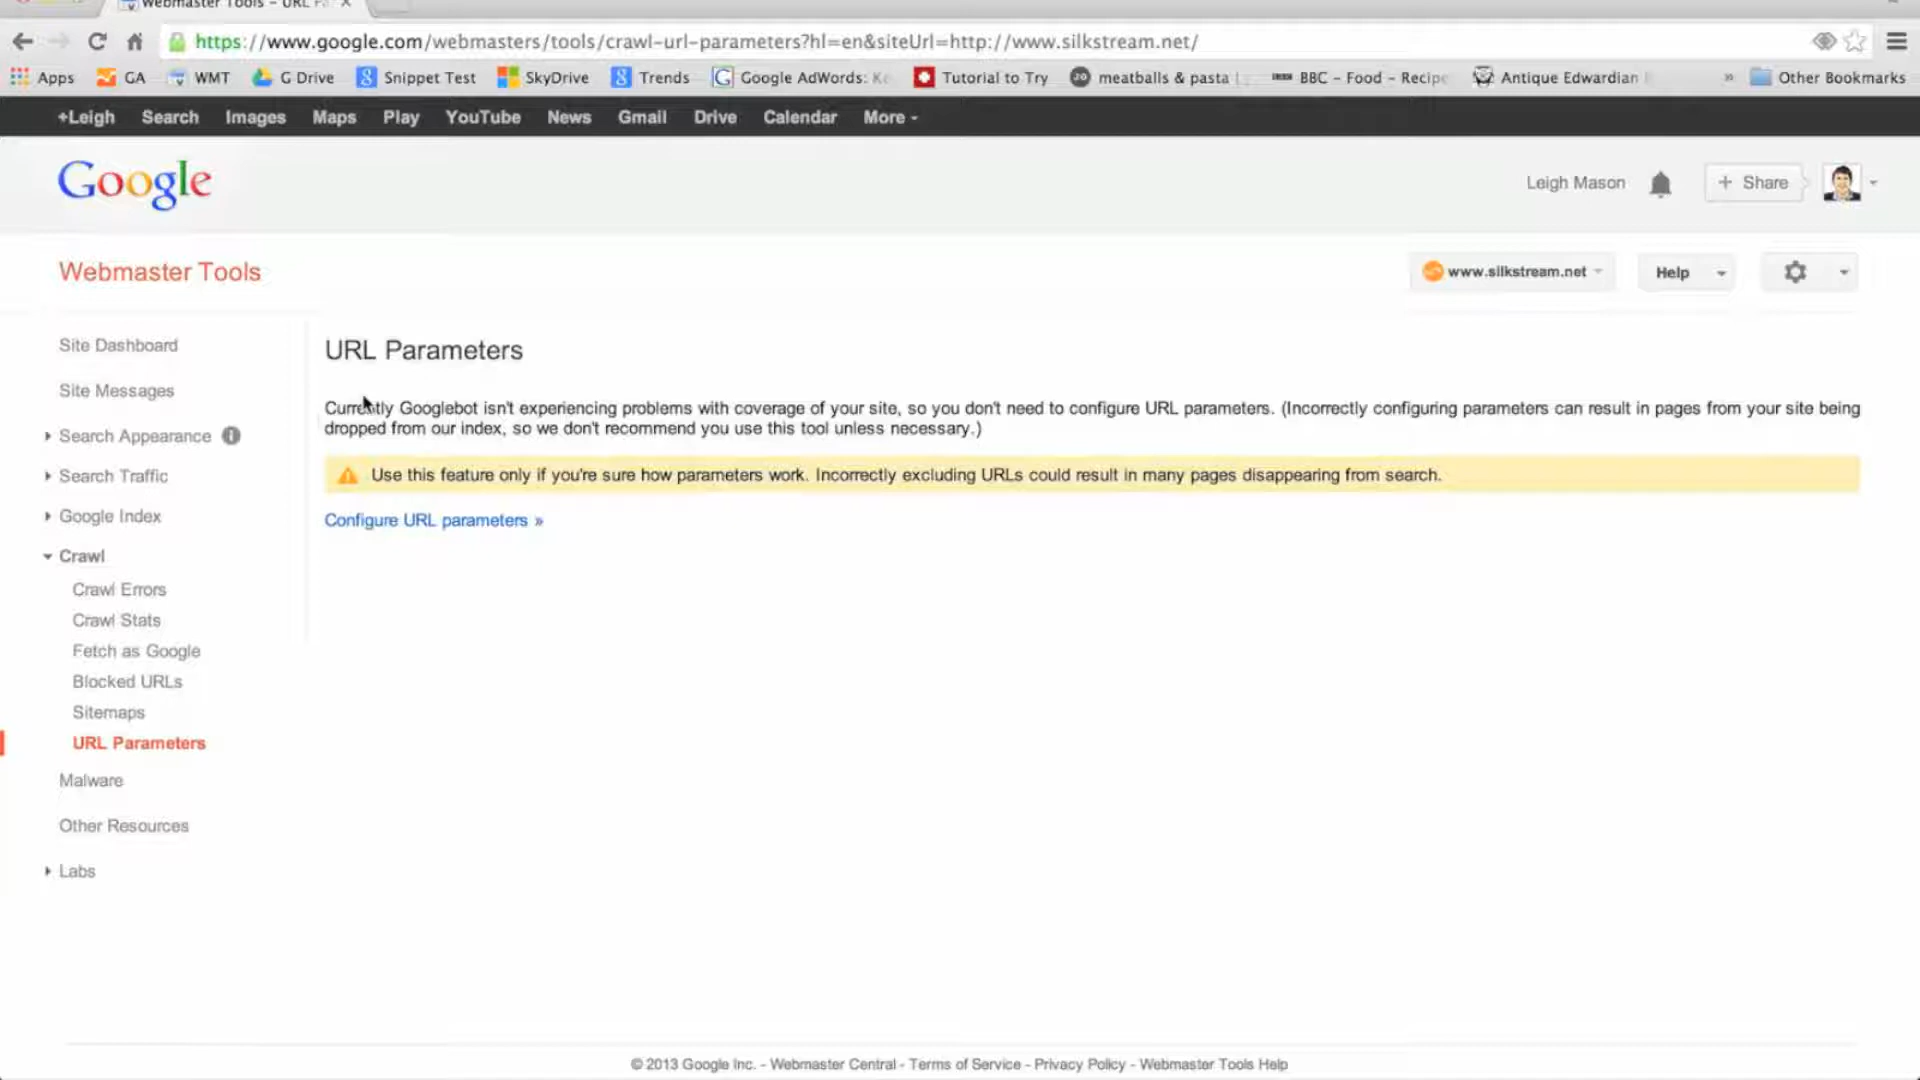 Webmaster Tools - URL Pa
https://www.google.com/webmasters/tools/crawl-url-parameters?hl=en&siteUrl=http://www.silkstream.net/
Apps GA WMT G Drive Snippet Test SkyDrive Trends Google AdWords: Ke Tutorial to Try meatballs & pasta BBC - Food - Recipe Antique Edwardian » Other Bookmarks
+Leigh Search Images Maps Play YouTube News Gmail Drive Calendar More
Google Leigh Mason + Share
Webmaster Tools www.silkstream.net Help
Site Dashboard
Site Messages
Search Appearance i
Search Traffic
Google Index
Crawl
Crawl Errors
Crawl Stats
Fetch as Google
Blocked URLs
Sitemaps
URL Parameters
Malware
Other Resources
Labs
URL Parameters
Currectly Googlebot isn't experiencing problems with coverage of your site, so you don't need to configure URL parameters. (Incorrectly configuring parameters can result in pages from your site being
dropped from our index, so we don't recommend you use this tool unless necessary.)
Use this feature only if you're sure how parameters work. Incorrectly excluding URLs could result in many pages disappearing from search.
Configure URL parameters »
© 2013 Google Inc. - Webmaster Central - Terms of Service - Privacy Policy - Webmaster Tools Help